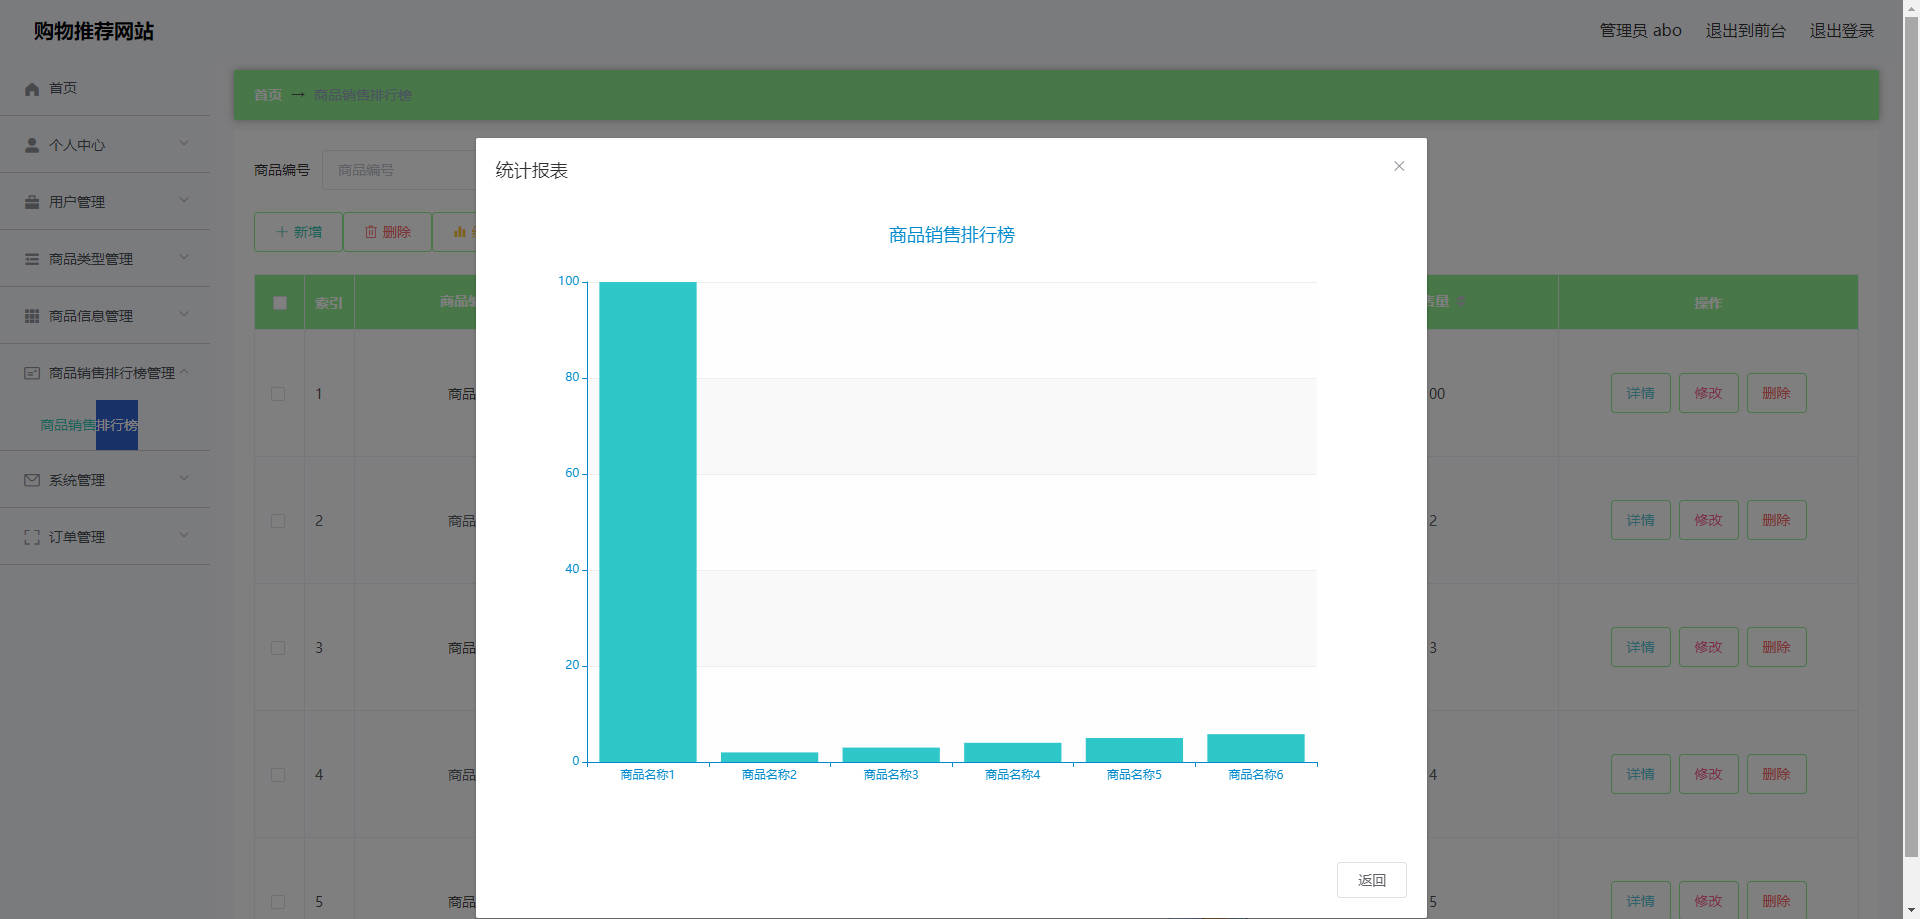 购物推荐网站
管理员 abo 退出到前台 退出登录
首页
个人中心
用户管理
商品类型管理
商品信息管理
商品销售排行榜管理
商品销售排行榜
系统管理
订单管理
首页 → 商品销售排行榜
商品编号 商品编号
新增 删除
索引 商品 售量 操作
1 商品 00 详情 修改 删除
2 商品 2 详情 修改 删除
3 商品 3 详情 修改 删除
4 商品 4 详情 修改 删除
5 商品 5 详情 修改 删除
统计报表
商品销售排行榜
100
80
60
40
20
0
商品名称1 商品名称2 商品名称3 商品名称4 商品名称5 商品名称6
返回